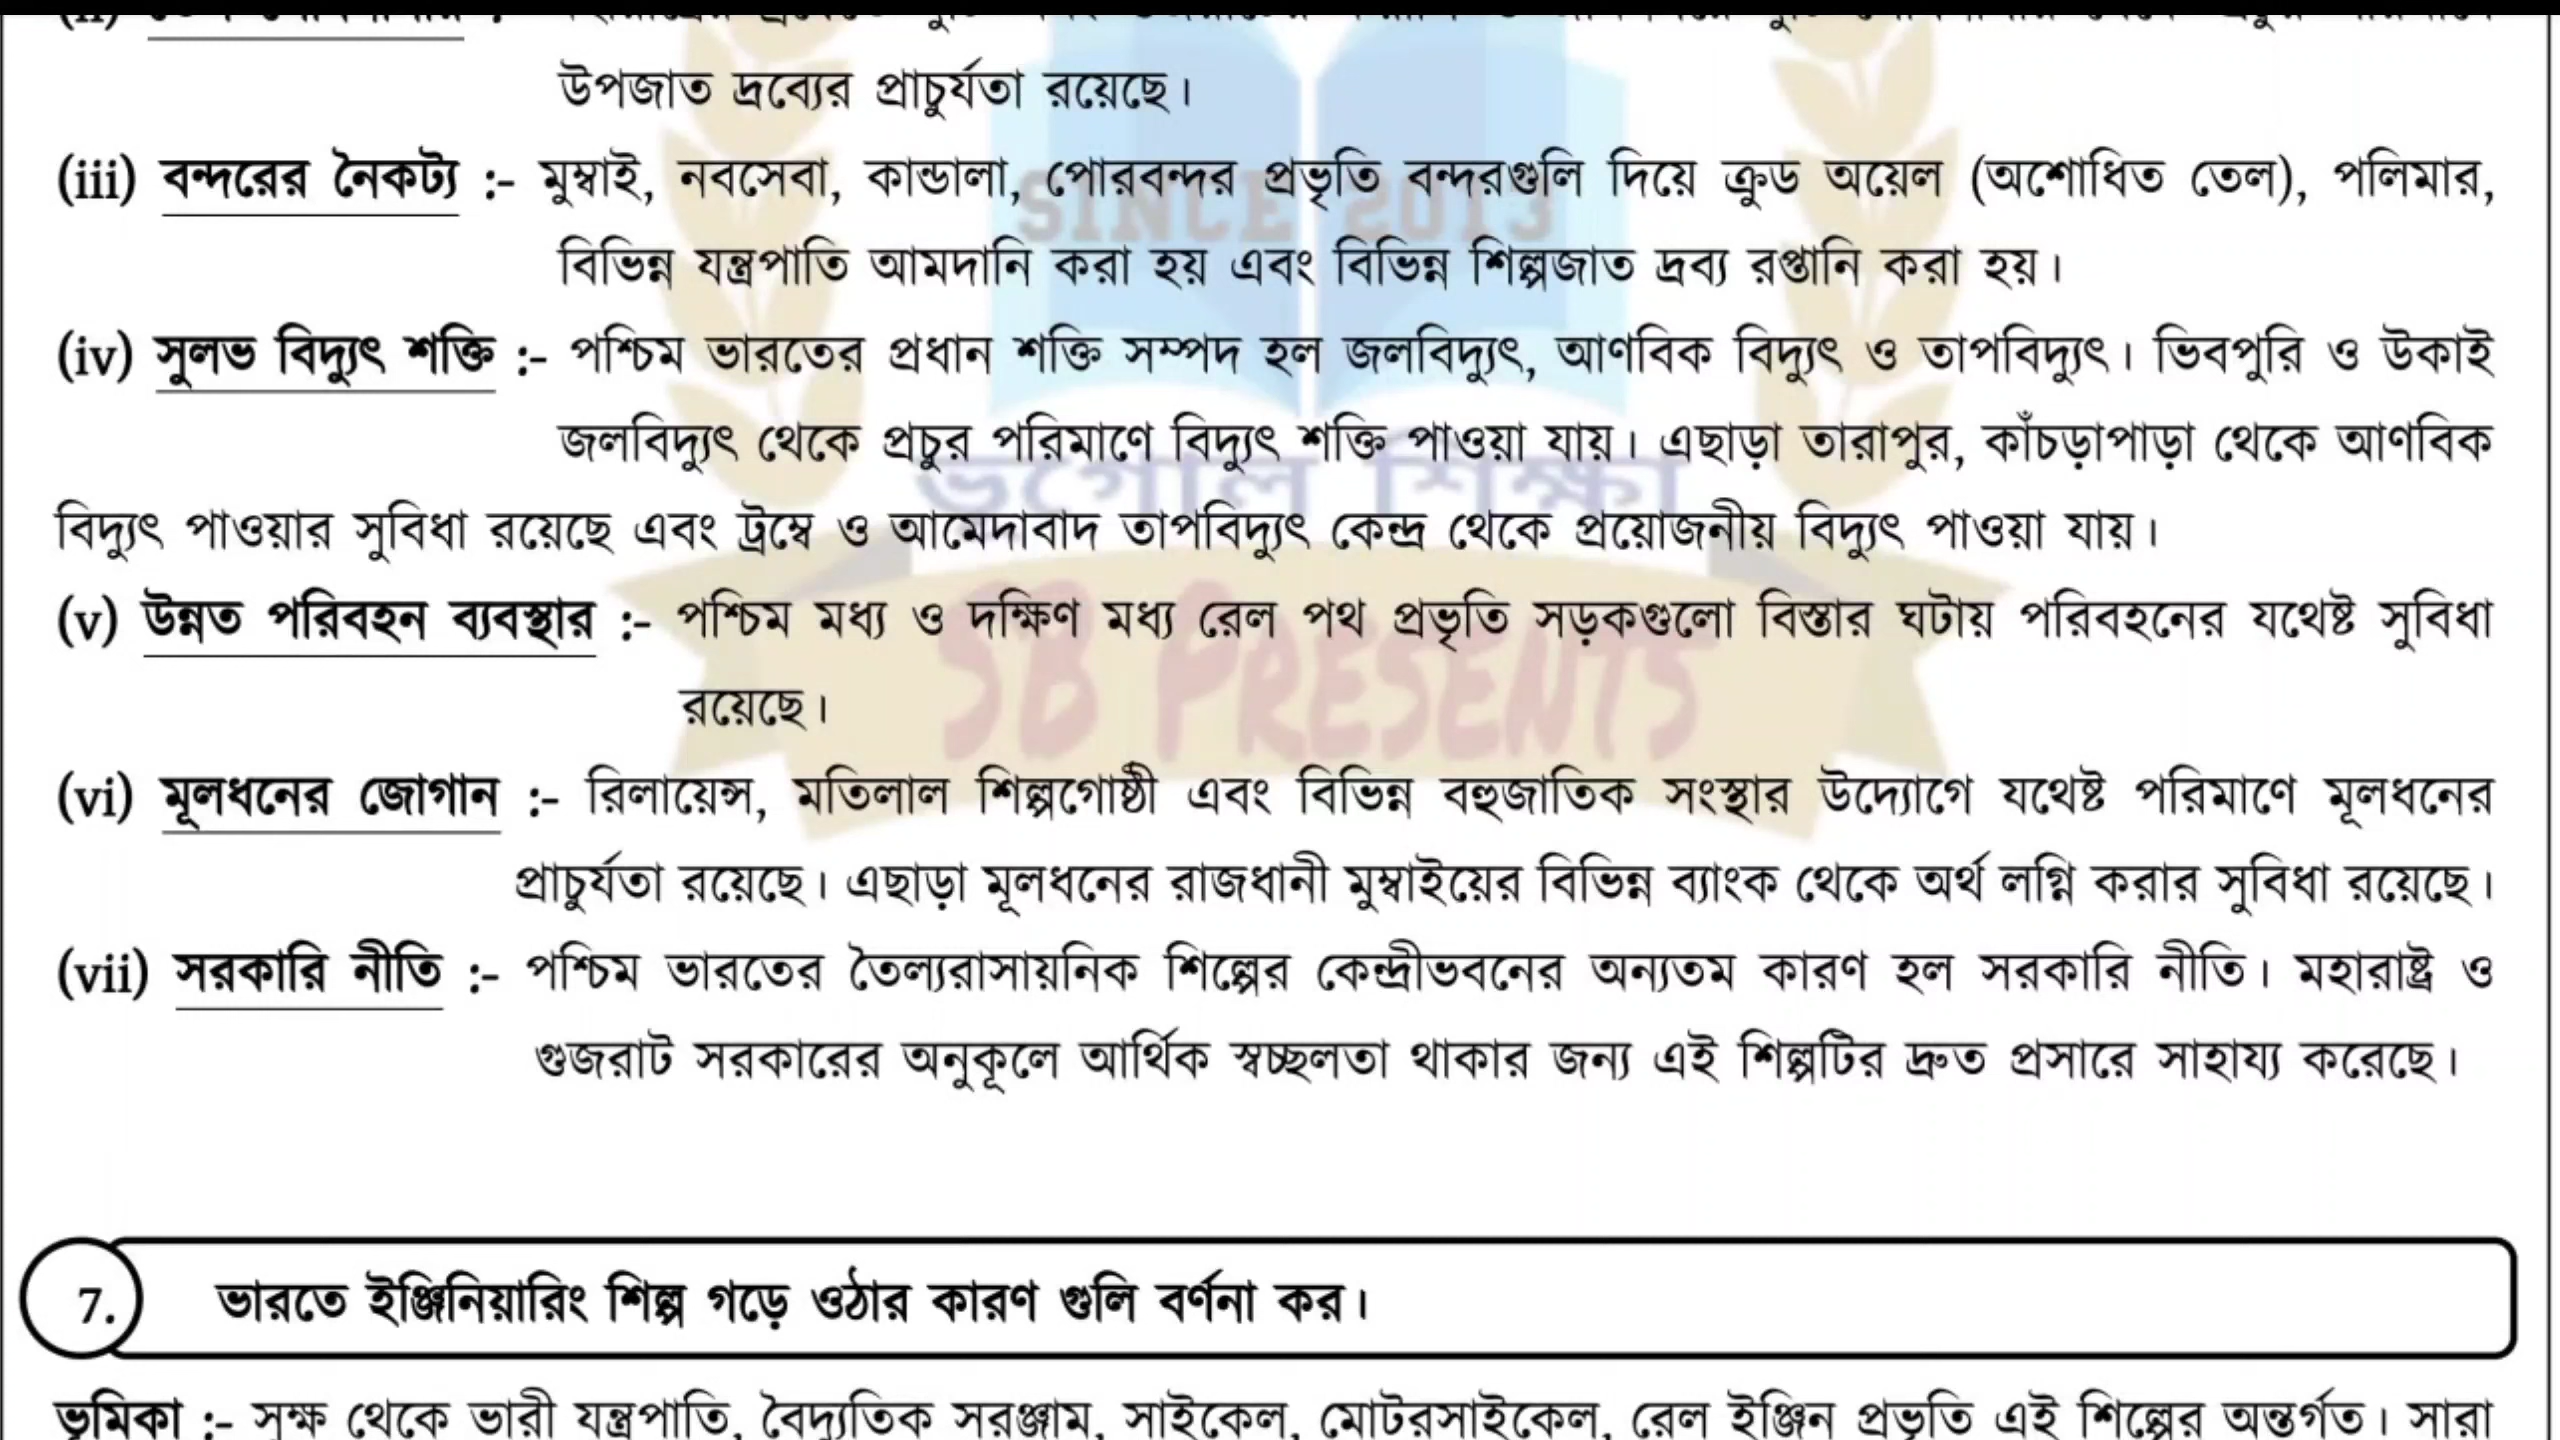 (ii)
উপজাত দ্রব্যের প্রাচুর্যতা রয়েছে।
(iii) বন্দরের নৈকট্য :- মুম্বাই, নবসেবা, কান্ডালা, পোরবন্দর প্রভৃতি বন্দরগুলি দিয়ে ক্রুড অয়েল (অশোধিত তেল), পলিমার,
SINCE 2013
বিভিন্ন যন্ত্রপাতি আমদানি করা হয় এবং বিভিন্ন শিল্পজাত দ্রব্য রপ্তানি করা হয়।
(iv) সুলভ বিদ্যুৎ শক্তি :- পশ্চিম ভারতের প্রধান শক্তি সম্পদ হল জলবিদ্যুৎ, আণবিক বিদ্যুৎ ও তাপবিদ্যুৎ। ভিবপুরি ও উকাই
জলবিদ্যুৎ থেকে প্রচুর পরিমাণে বিদ্যুৎ শক্তি পাওয়া যায়। এছাড়া তারাপুর, কাঁচড়াপাড়া থেকে আণবিক
ভূগোল শিক্ষা
বিদ্যুৎ পাওয়ার সুবিধা রয়েছে এবং ট্রম্বে ও আমেদাবাদ তাপবিদ্যুৎ কেন্দ্র থেকে প্রয়োজনীয় বিদ্যুৎ পাওয়া যায়।
(v) উন্নত পরিবহন ব্যবস্থার :- পশ্চিম মধ্য ও দক্ষিণ মধ্য রেল পথ প্রভৃতি সড়কগুলো বিস্তার ঘটায় পরিবহনের যথেষ্ট সুবিধা
SB PRESENTS
রয়েছে।
(vi) মূলধনের জোগান :- রিলায়েন্স, মতিলাল শিল্পগোষ্ঠী এবং বিভিন্ন বহুজাতিক সংস্থার উদ্যোগে যথেষ্ট পরিমাণে মূলধনের
প্রাচুর্যতা রয়েছে। এছাড়া মূলধনের রাজধানী মুম্বাইয়ের বিভিন্ন ব্যাংক থেকে অর্থ লগ্নি করার সুবিধা রয়েছে।
(vii) সরকারি নীতি :- পশ্চিম ভারতের তৈল্যরাসায়নিক শিল্পের কেন্দ্রীভবনের অন্যতম কারণ হল সরকারি নীতি। মহারাষ্ট্র ও
গুজরাট সরকারের অনুকূলে আর্থিক স্বচ্ছলতা থাকার জন্য এই শিল্পটির দ্রুত প্রসারে সাহায্য করেছে।
7. ভারতে ইঞ্জিনিয়ারিং শিল্প গড়ে ওঠার কারণ গুলি বর্ণনা কর।
ভূমিকা :- সূক্ষ থেকে ভারী যন্ত্রপাতি, বৈদ্যুতিক সরঞ্জাম, সাইকেল, মোটরসাইকেল, রেল ইঞ্জিন প্রভৃতি এই শিল্পের অন্তর্গত। সারা